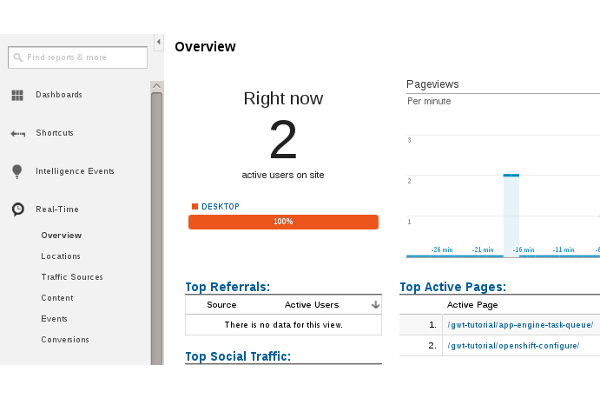 Find reports & more
Dashboards
Shortcuts
Intelligence Events
Real-Time
Overview
Locations
Traffic Sources
Content
Events
Conversions
Overview
Right now
2
active users on site
DESKTOP
100%
Pageviews
Per minute
3
2
1
-26 min -21 min -16 min -11 min
Top Referrals:
Source Active Users
There is no data for this view.
Top Social Traffic:
Top Active Pages:
Active Page
1. /gwt-tutorial/app-engine-task-queue/
2. /gwt-tutorial/openshift-configure/